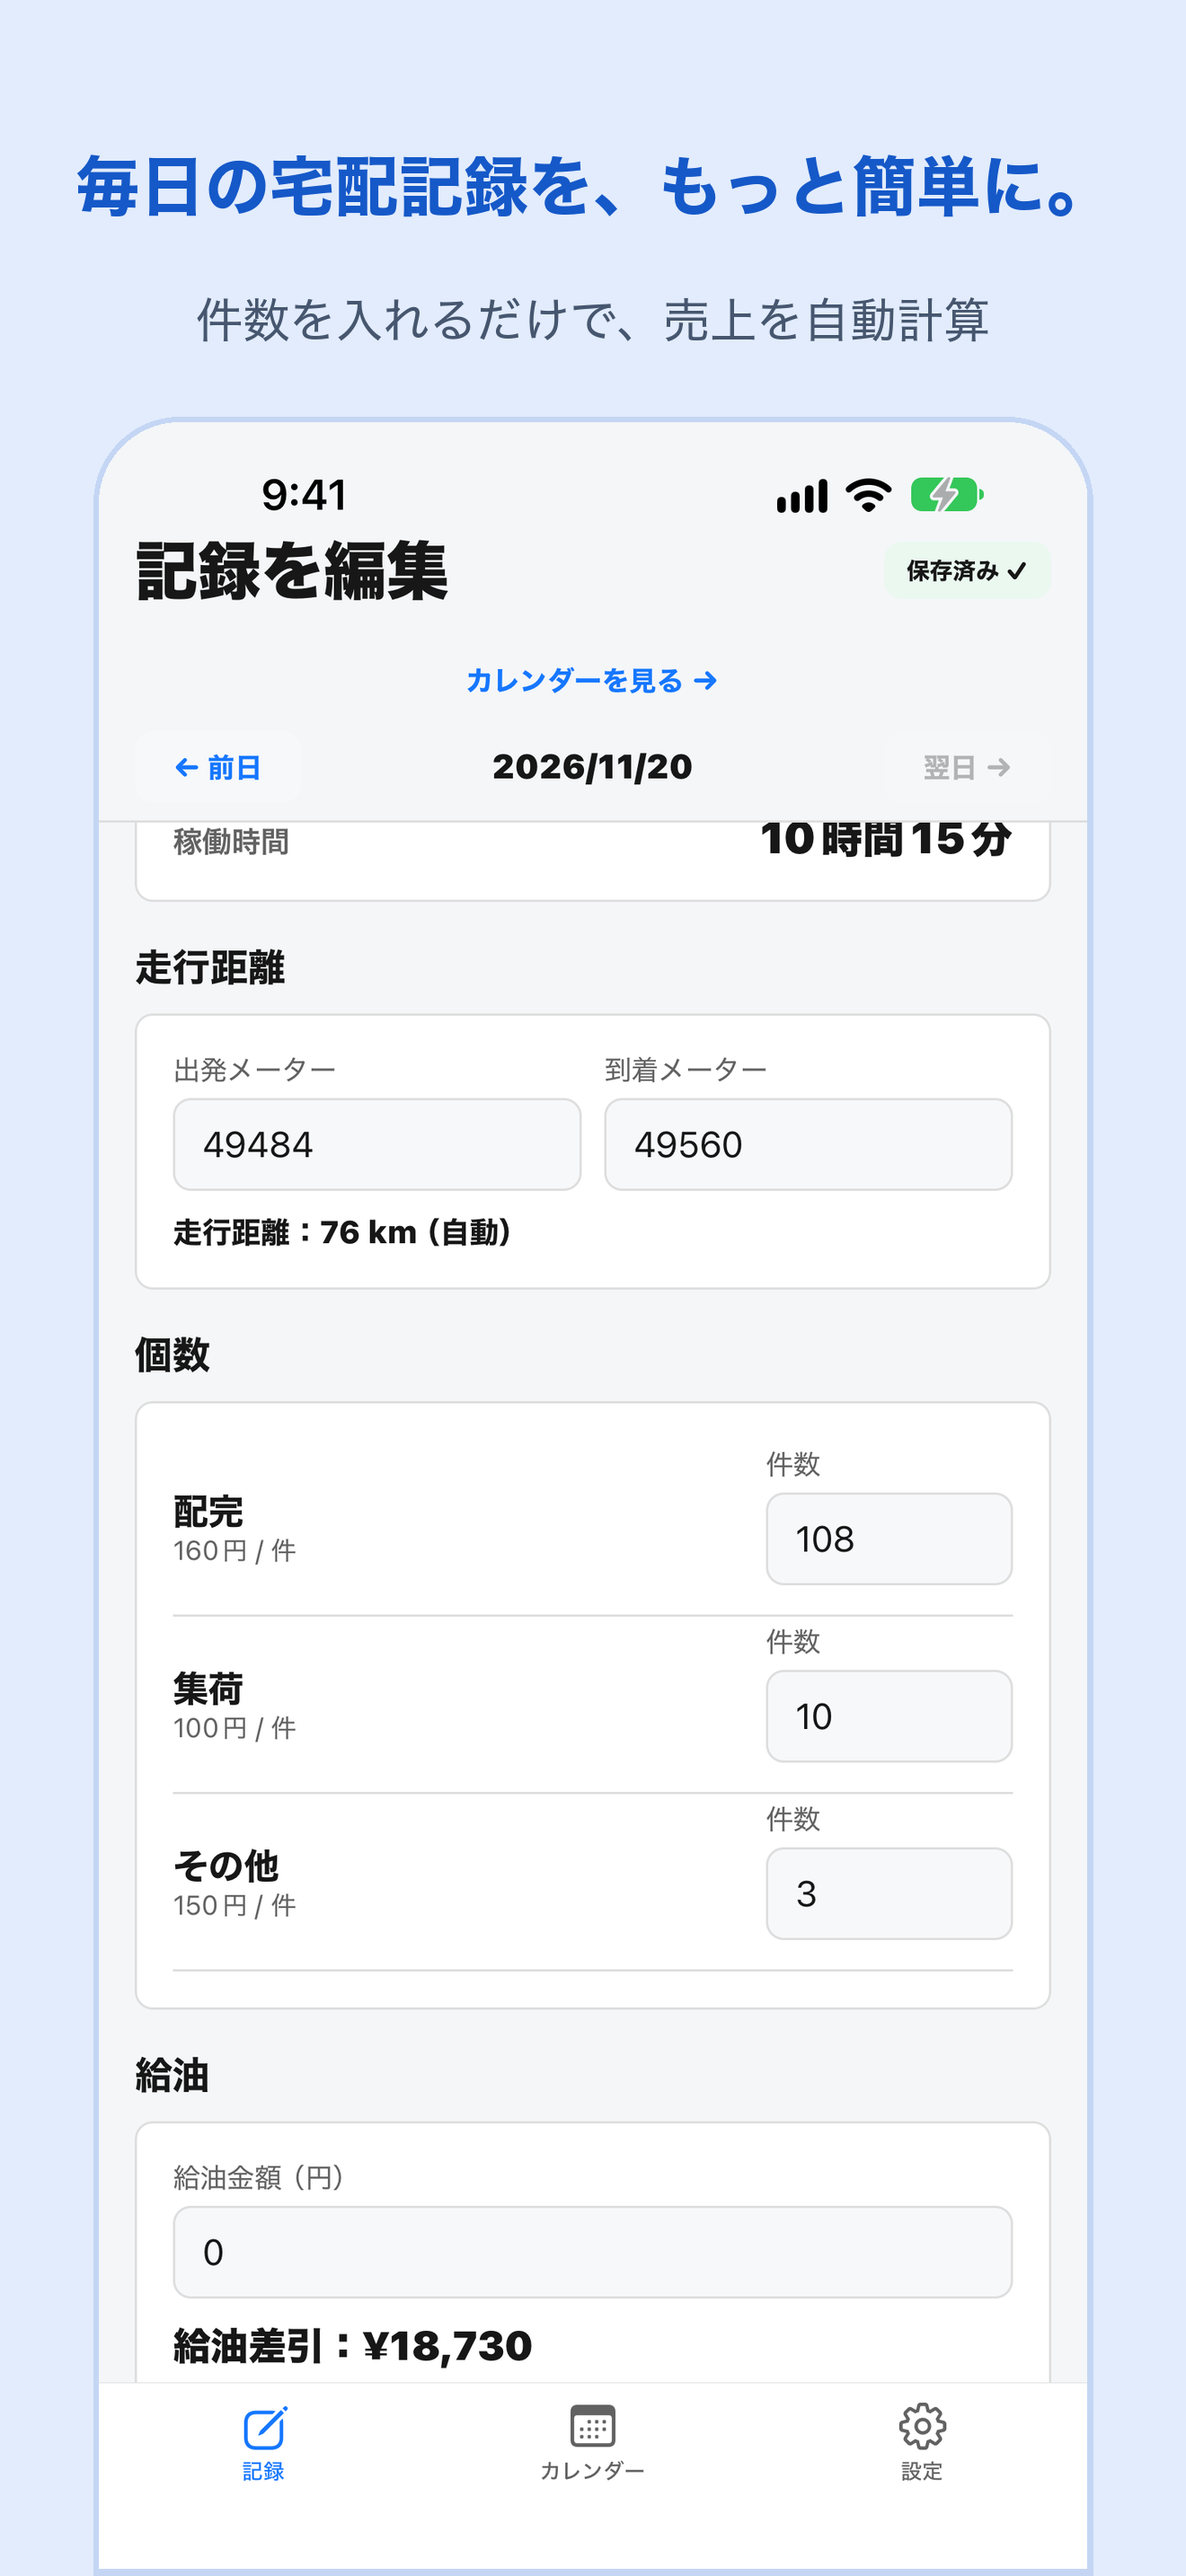 毎日の宅配記録を、もっと簡単に。
件数を入れるだけで、売上を自動計算
9:41
記録を編集
保存済み ✓
カレンダーを見る →
← 前日
2026/11/20
翌日 →
稼働時間
10時間15分
走行距離
出発メーター
到着メーター
49484
49560
走行距離：76 km（自動）
個数
件数
配完
160円 / 件
108
件数
集荷
100円 / 件
10
件数
その他
150円 / 件
3
給油
給油金額（円）
0
給油差引：¥18,730
記録
カレンダー
設定